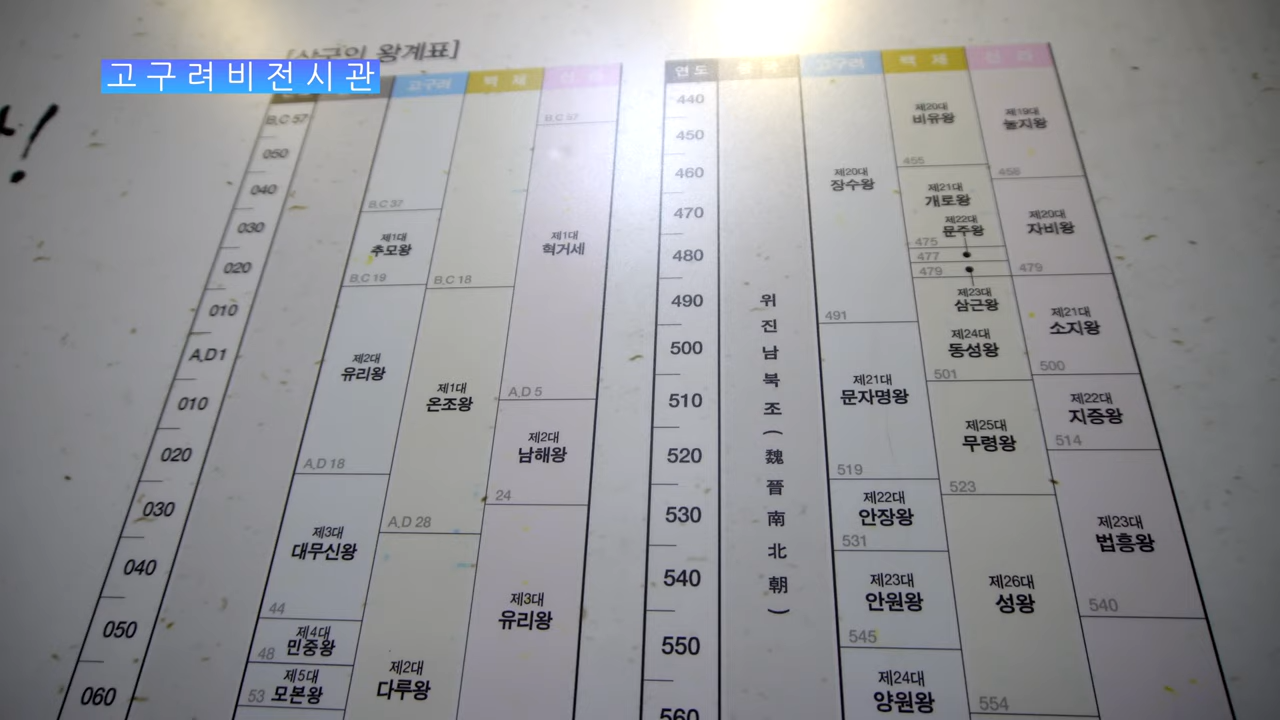 고구려비전시관
왕계표]
고구려 백 제 신 라
B.C 57
050
040
030
020
010
A.D1
010
020
030
040
050
060
B.C 37
제1대
추모왕
B.C 19
제2대
유리왕
A.D 18
제3대
대무신왕
44
제4대
민중왕
48
제5대
모본왕
53
B.C 18
제1대
온조왕
A.D 28
제2대
다루왕
B.C 57
제1대
혁거세
A.D 5
제2대
남해왕
24
제3대
유리왕
연 도 고구려 백 제 신 라
440
450
460
470
480
490
500
510
520
530
540
550
560
위진남북조(魏晉南北朝)
제20대
장수왕
491
제21대
문자명왕
519
제22대
안장왕
531
제23대
안원왕
545
제24대
양원왕
제20대
비유왕
455
제21대
개로왕
제22대
문주왕
475
477
479
제23대
삼근왕
제24대
동성왕
501
제25대
무령왕
523
제26대
성왕
554
제19대
눌지왕
458
제20대
자비왕
479
제21대
소지왕
500
제22대
지증왕
514
제23대
법흥왕
540